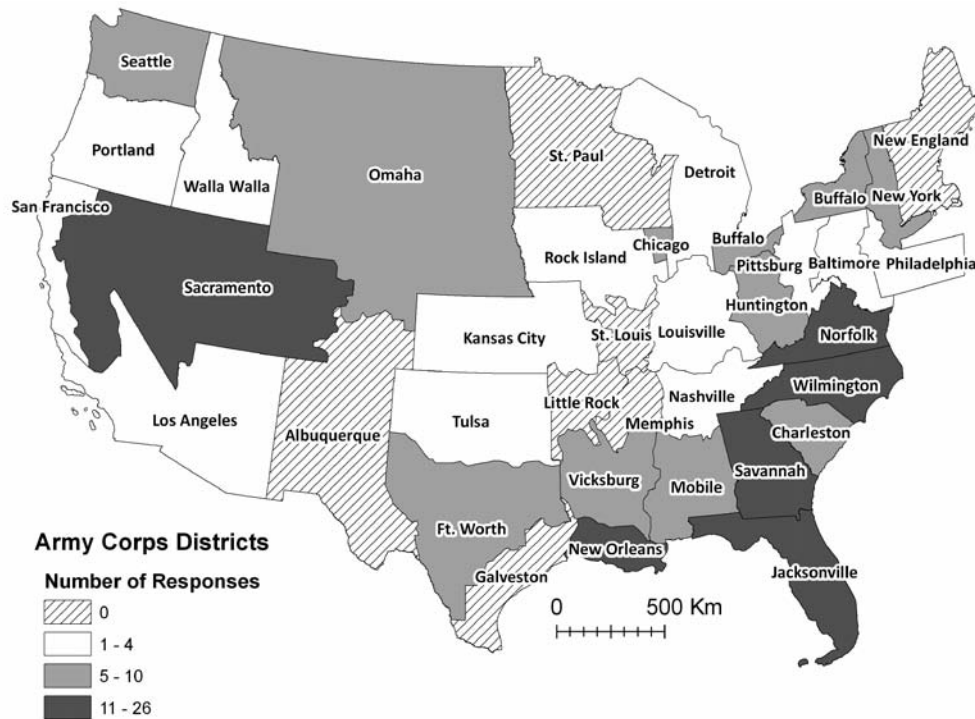 Seattle
Portland
Walla Walla
Omaha
St. Paul
Detroit
New England
Buffalo
New York
San Francisco
Sacramento
Rock Island
Chicago
Buffalo
Pittsburg
Baltimore
Philadelphia
Huntington
Kansas City
St. Louis
Louisville
Norfolk
Los Angeles
Albuquerque
Tulsa
Little Rock
Memphis
Nashville
Wilmington
Charleston
Savannah
Vicksburg
Mobile
Ft. Worth
New Orleans
Galveston
Jacksonville
0 500 Km
Army Corps Districts
Number of Responses
0
1 - 4
5 - 10
11 - 26